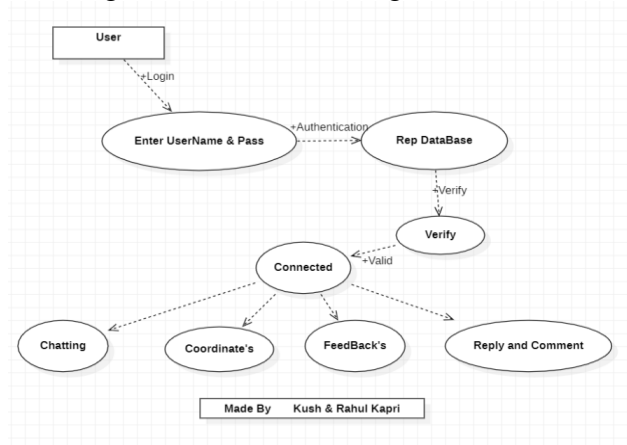 User
+Login
+Authentication
Enter UserName & Pass
Rep DataBase
+Verify
Verify
+Valid
Connected
Chatting
Coordinate's
FeedBack's
Reply and Comment
Made By Kush & Rahul Kapri